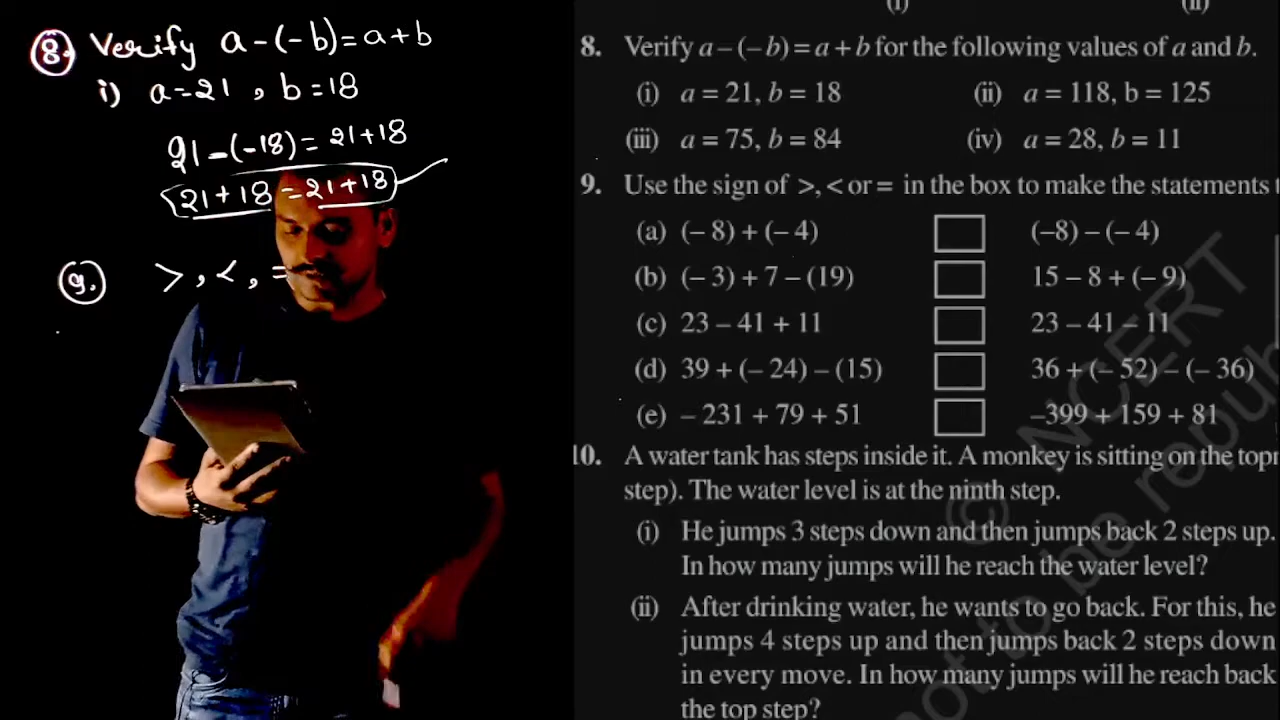 8. Verify a-(-b)=a+b
i) a=21 , b=18
21-(-18)=21+18
21+18 = 21+18
9. >, <, =
(i) (ii)
8. Verify a – (– b) = a + b for the following values of a and b.
(i) a = 21, b = 18 (ii) a = 118, b = 125
(iii) a = 75, b = 84 (iv) a = 28, b = 11
9. Use the sign of >, < or = in the box to make the statements
(a) (– 8) + (– 4) (–8) – (– 4)
(b) (– 3) + 7 – (19) 15 – 8 + (– 9)
(c) 23 – 41 + 11 23 – 41 – 11
(d) 39 + (– 24) – (15) 36 + (– 52) – (– 36)
(e) – 231 + 79 + 51 –399 + 159 + 81
10. A water tank has steps inside it. A monkey is sitting on the
step). The water level is at the ninth step.
(i) He jumps 3 steps down and then jumps back 2 steps up.
In how many jumps will he reach the water level?
(ii) After drinking water, he wants to go back. For this, he
jumps 4 steps up and then jumps back 2 steps down
in every move. In how many jumps will he reach back
the top step?
© NCERT
not to be